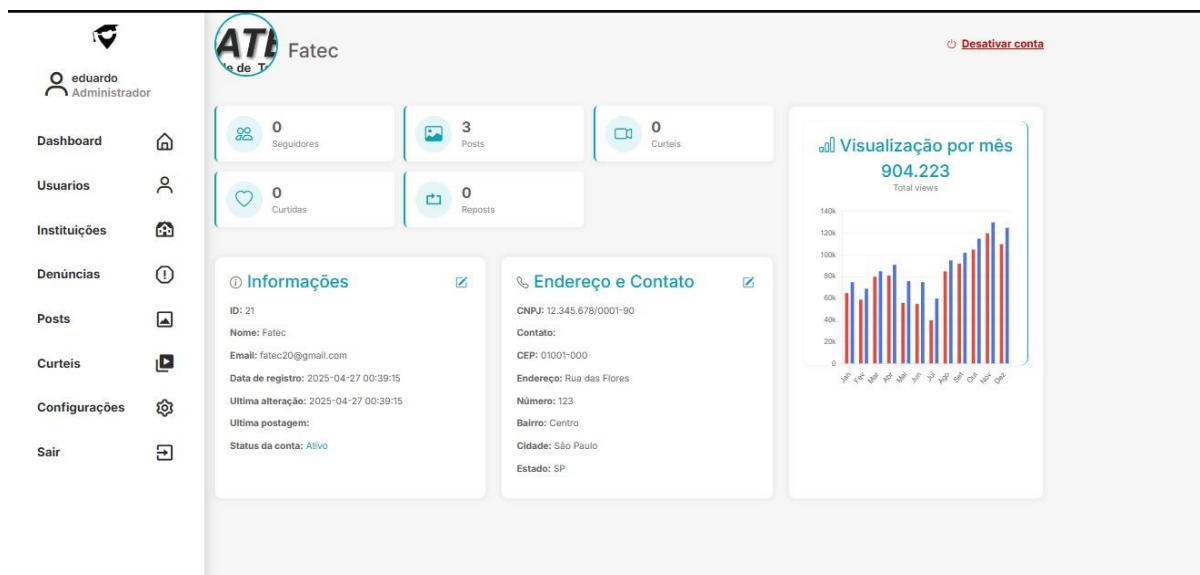 eduardo
Administrador
Dashboard
Usuarios
Instituições
Denúncias
Posts
Curteis
Configurações
Sair
ATE
e de T
Fatec
Desativar conta
0
Seguidores
3
Posts
0
Curteis
0
Curtidas
0
Reposts
Informações
ID: 21
Nome: Fatec
Email: fatec20@gmail.com
Data de registro: 2025-04-27 00:39:15
Ultima alteração: 2025-04-27 00:39:15
Ultima postagem:
Status da conta: Ativo
Endereço e Contato
CNPJ: 12.345.678/0001-90
Contato:
CEP: 01001-000
Endereço: Rua das Flores
Número: 123
Bairro: Centro
Cidade: São Paulo
Estado: SP
Visualização por mês
904.223
Total views
140k
120k
100k
80k
60k
40k
20k
0
Jan Fev Mar Abr Mai Jun Jul Ago Set Out Nov Dez